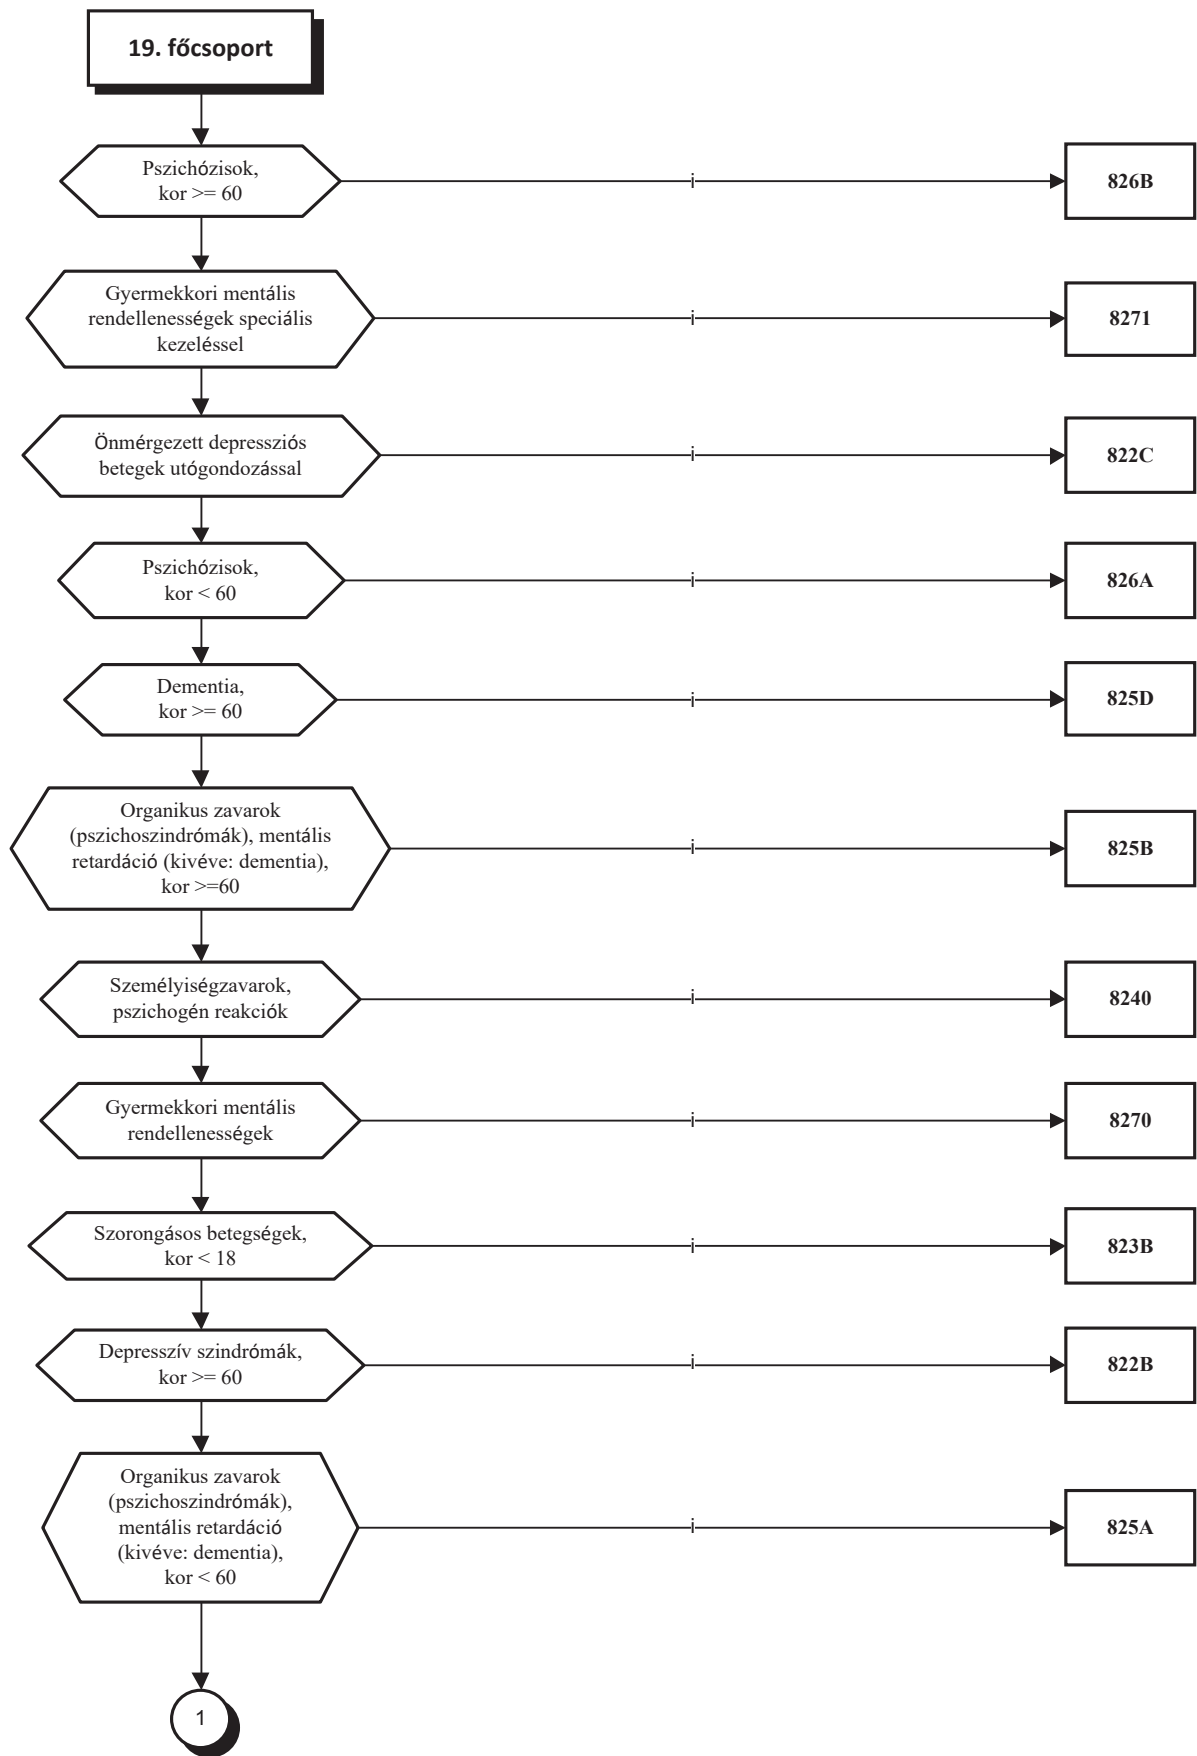 19. főcsoport
Pszichózisok,
kor >= 60
i
826B
Gyermekkori mentális
rendellenességek speciális
kezeléssel
i
8271
Önmérgezett depressziós
betegek utógondozással
i
822C
Pszichózisok,
kor < 60
i
826A
Dementia,
kor >= 60
i
825D
Organikus zavarok
(pszichoszindrómák), mentális
retardáció (kivéve: dementia),
kor >=60
i
825B
Személyiségzavarok,
pszichogén reakciók
i
8240
Gyermekkori mentális
rendellenességek
i
8270
Szorongásos betegségek,
kor < 18
i
823B
Depresszív szindrómák,
kor >= 60
i
822B
Organikus zavarok
(pszichoszindrómák),
mentális retardáció
(kivéve: dementia),
kor < 60
i
825A
1